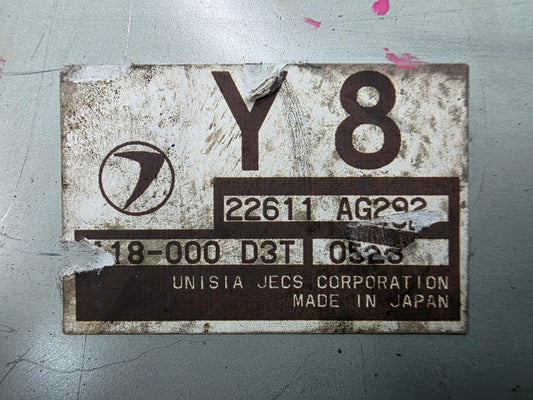 Y 8
22611 AG292
18-000 D3T 0523
UNISIA JECS CORPORATION
MADE IN JAPAN